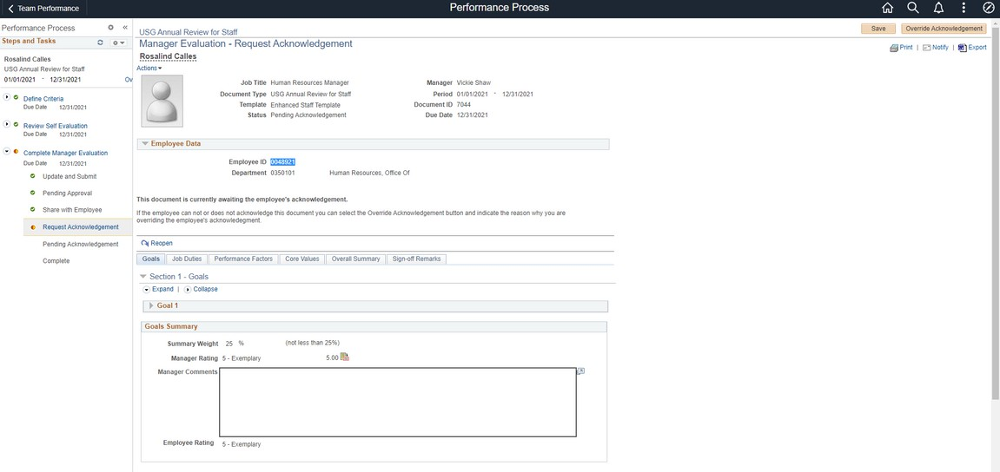 Team Performance
Performance Process
Performance Process
Steps and Tasks
Rosalind Calles
USG Annual Review for Staff
01/01/2021 - 12/31/2021 Ov
Define Criteria
Due Date 12/31/2021
Review Self Evaluation
Due Date 12/31/2021
Complete Manager Evaluation
Due Date 12/31/2021
Update and Submit
Pending Approval
Share with Employee
Request Acknowledgement
Pending Acknowledgement
Complete
USG Annual Review for Staff
Save Override Acknowledgement
Manager Evaluation - Request Acknowledgement
Print | Notify | Export
Rosalind Calles
Actions
Job Title Human Resources Manager Manager Vickie Shaw
Document Type USG Annual Review for Staff Period 01/01/2021 - 12/31/2021
Template Enhanced Staff Template Document ID 7044
Status Pending Acknowledgement Due Date 12/31/2021
Employee Data
Employee ID 0048921
Department 0350101 Human Resources, Office Of
This document is currently awaiting the employee's acknowledgement.
If the employee can not or does not acknowledge this document you can select the Override Acknowledgement button and indicate the reason why you are
overriding the employee's acknowledegment.
Reopen
Goals Job Duties Performance Factors Core Values Overall Summary Sign-off Remarks
Section 1 - Goals
Expand | Collapse
Goal 1
Goals Summary
Summary Weight 25 % (not less than 25%)
Manager Rating 5 - Exemplary 5.00
Manager Comments
Employee Rating 5 - Exemplary